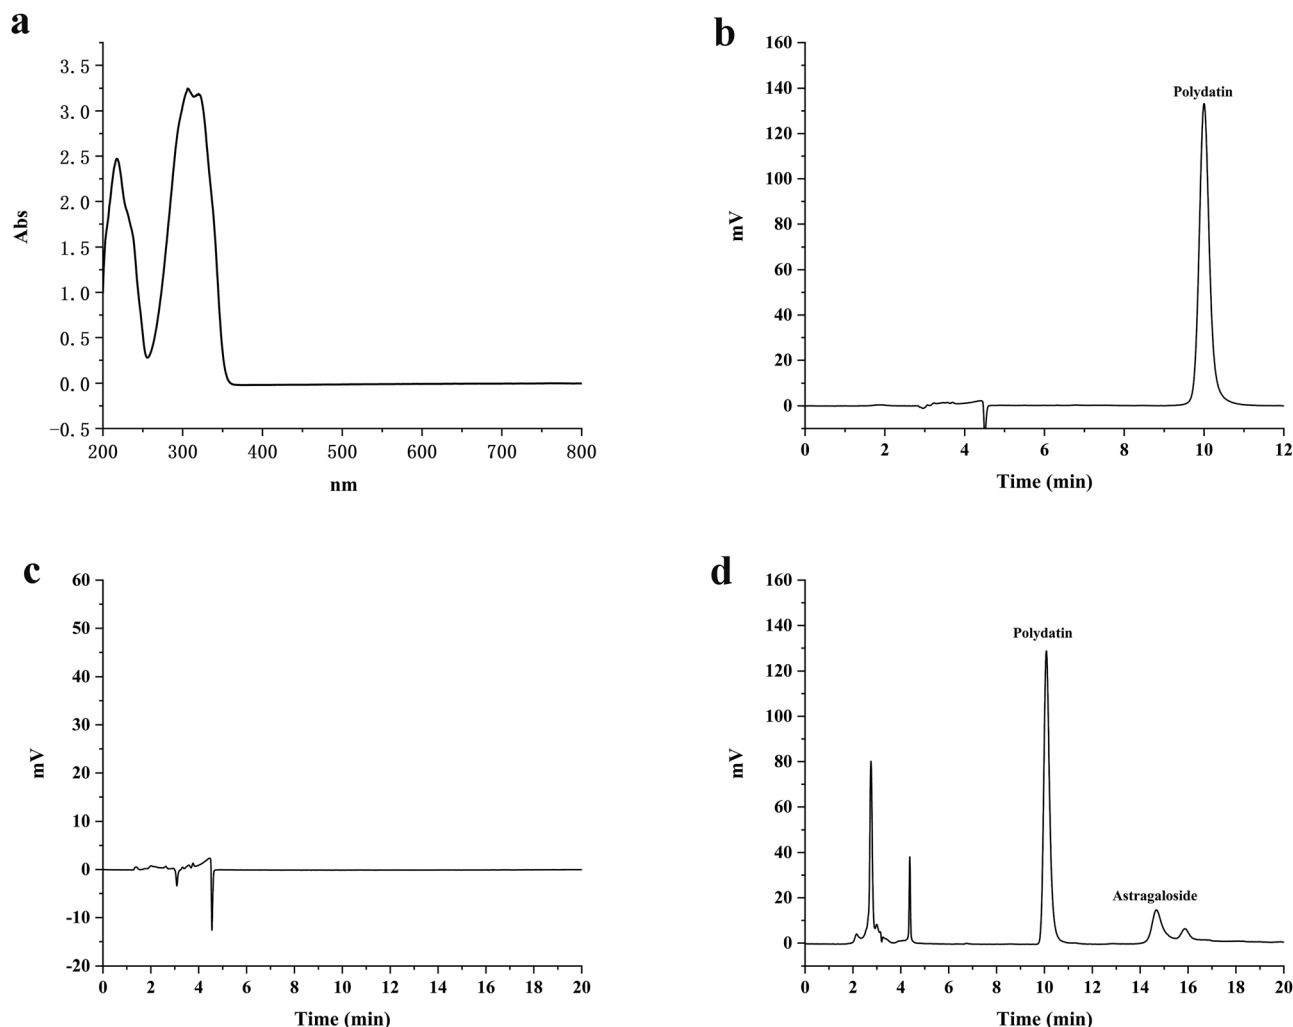 a
3.5
3.0
2.5
2.0
1.5
1.0
0.5
0.0
−0.5
Abs
200 300 400 500 600 700 800
nm
b
160
140
120
100
80
60
40
20
0
mV
Polydatin
0 2 4 6 8 10 12
Time (min)
c
60
50
40
30
20
10
0
-10
-20
mV
0 2 4 6 8 10 12 14 16 18 20
Time (min)
d
160
140
120
100
80
60
40
20
0
mV
Polydatin
Astragaloside
0 2 4 6 8 10 12 14 16 18 20
Time (min)